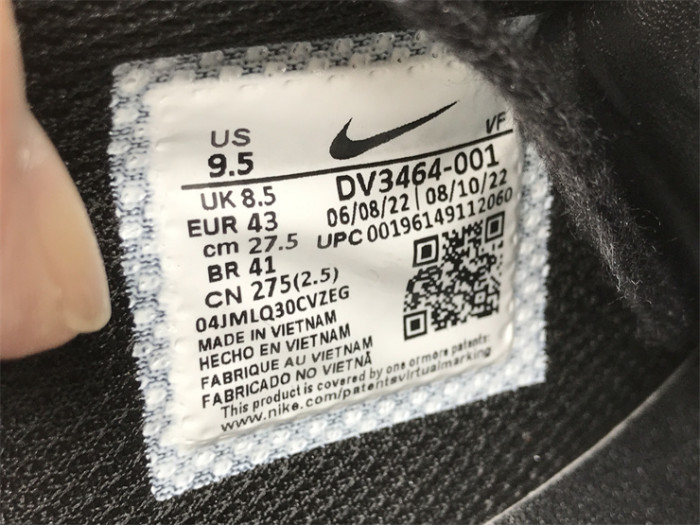 US
9.5
VF
UK 8.5
DV3464-001
EUR 43
06/08/22 | 08/10/22
cm 27.5
UPC 00196149112060
BR 41
CN 275(2.5)
04JMLQ30CVZEG
MADE IN VIETNAM
HECHO EN VIETNAM
FABRIQUE AU VIETNAM
FABRICADO NO VIETNÃ
This product is covered by one or more patents:
www.nike.com/patentsvirtualmarking